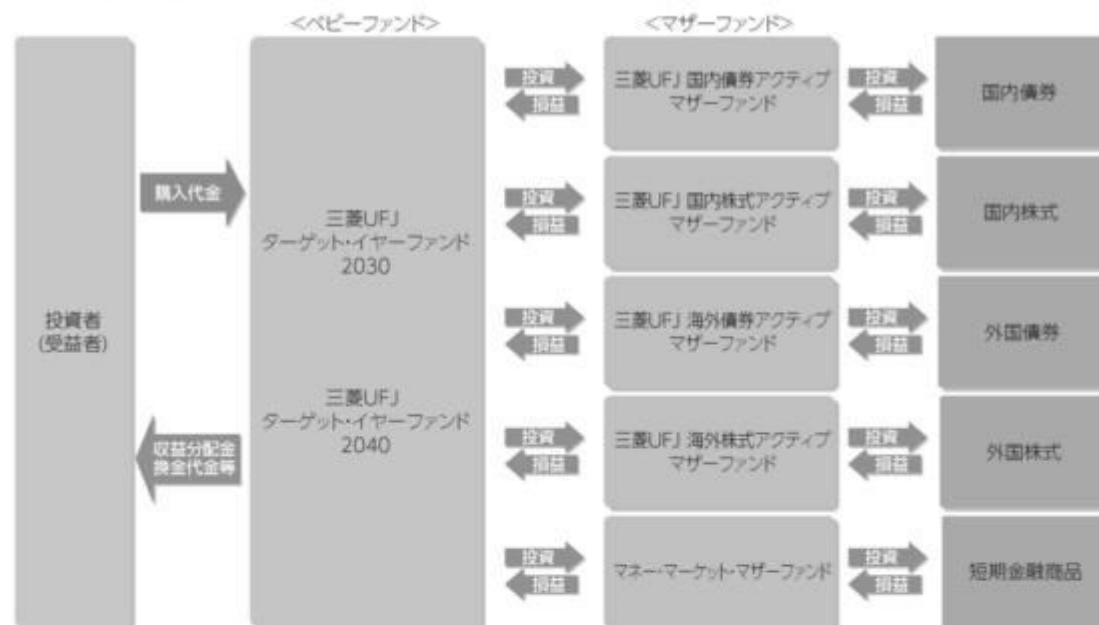 <ベビーファンド>
<マザーファンド>
投資者
(受益者)
購入代金
収益分配金
換金代金等
三菱UFJ
ターゲット・イヤーファンド
2030
三菱UFJ
ターゲット・イヤーファンド
2040
投資
損益
三菱UFJ 国内債券アクティブ
マザーファンド
投資
損益
国内債券
投資
損益
三菱UFJ 国内株式アクティブ
マザーファンド
投資
損益
国内株式
投資
損益
三菱UFJ 海外債券アクティブ
マザーファンド
投資
損益
外国債券
投資
損益
三菱UFJ 海外株式アクティブ
マザーファンド
投資
損益
外国株式
投資
損益
マネー・マーケット・マザーファンド
投資
損益
短期金融商品